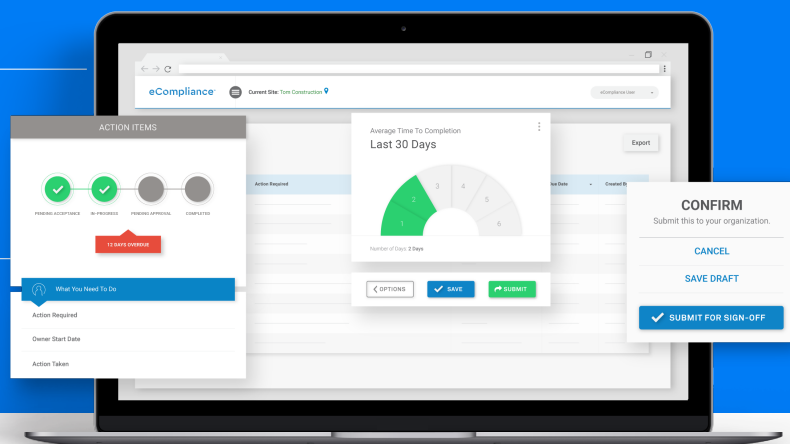 eCompliance
Current Site: Tom Construction
eCompliance User
ACTION ITEMS
PENDING ACCEPTANCE
IN-PROGRESS
PENDING APPROVAL
COMPLETED
12 DAYS OVERDUE
What You Need To Do
Action Required
Owner Start Date
Action Taken
Average Time To Completion
Last 30 Days
1
2
3
4
5
6
Number of Days: 2 Days
OPTIONS
SAVE
SUBMIT
Export
Action Required
Due Date
Created B
CONFIRM
Submit this to your organization.
CANCEL
SAVE DRAFT
SUBMIT FOR SIGN-OFF